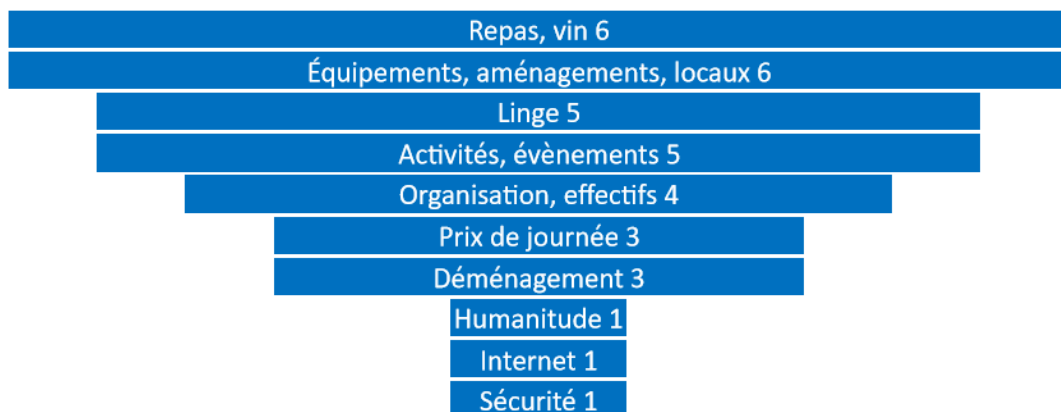 Repas, vin 6
Équipements, aménagements, locaux 6
Linge 5
Activités, évènements 5
Organisation, effectifs 4
Prix de journée 3
Déménagement 3
Humanitude 1
Internet 1
Sécurité 1